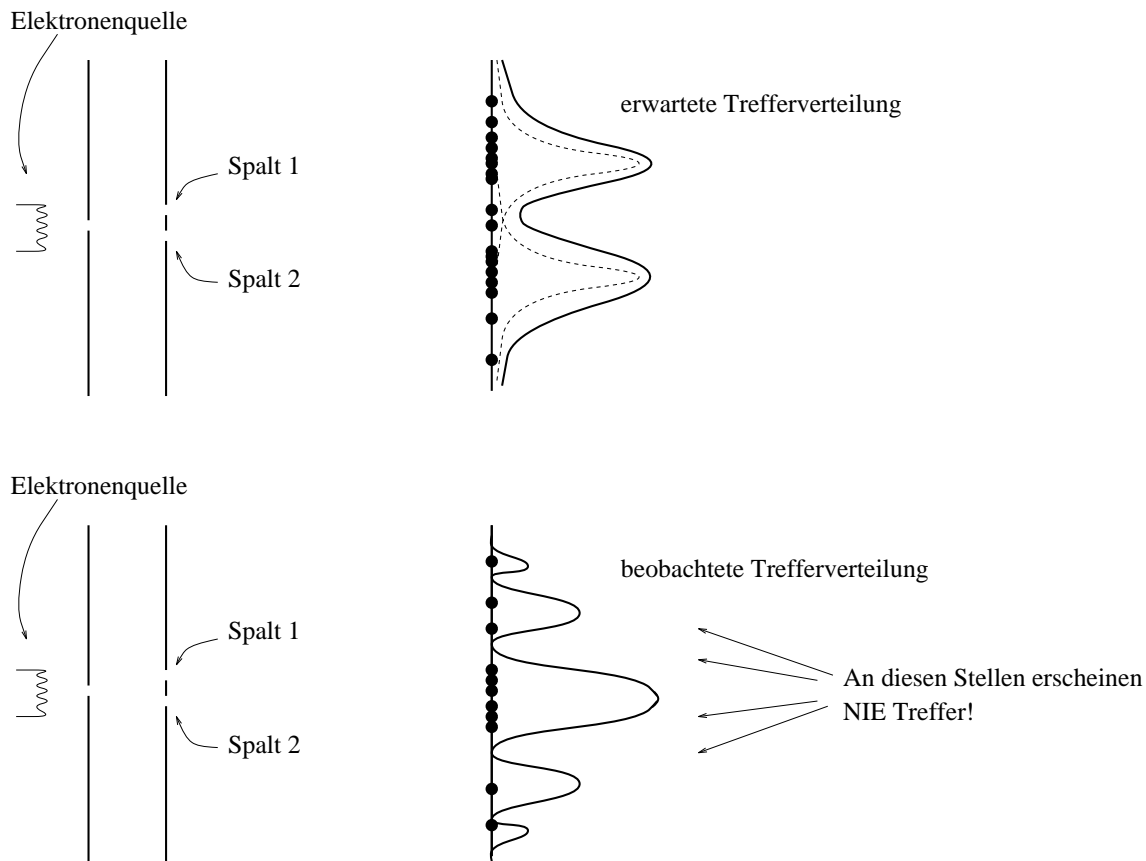 Elektronenquelle
erwartete Trefferverteilung
Spalt 1
Spalt 2
Elektronenquelle
beobachtete Trefferverteilung
Spalt 1
An diesen Stellen erscheinen
NIE Treffer!
Spalt 2